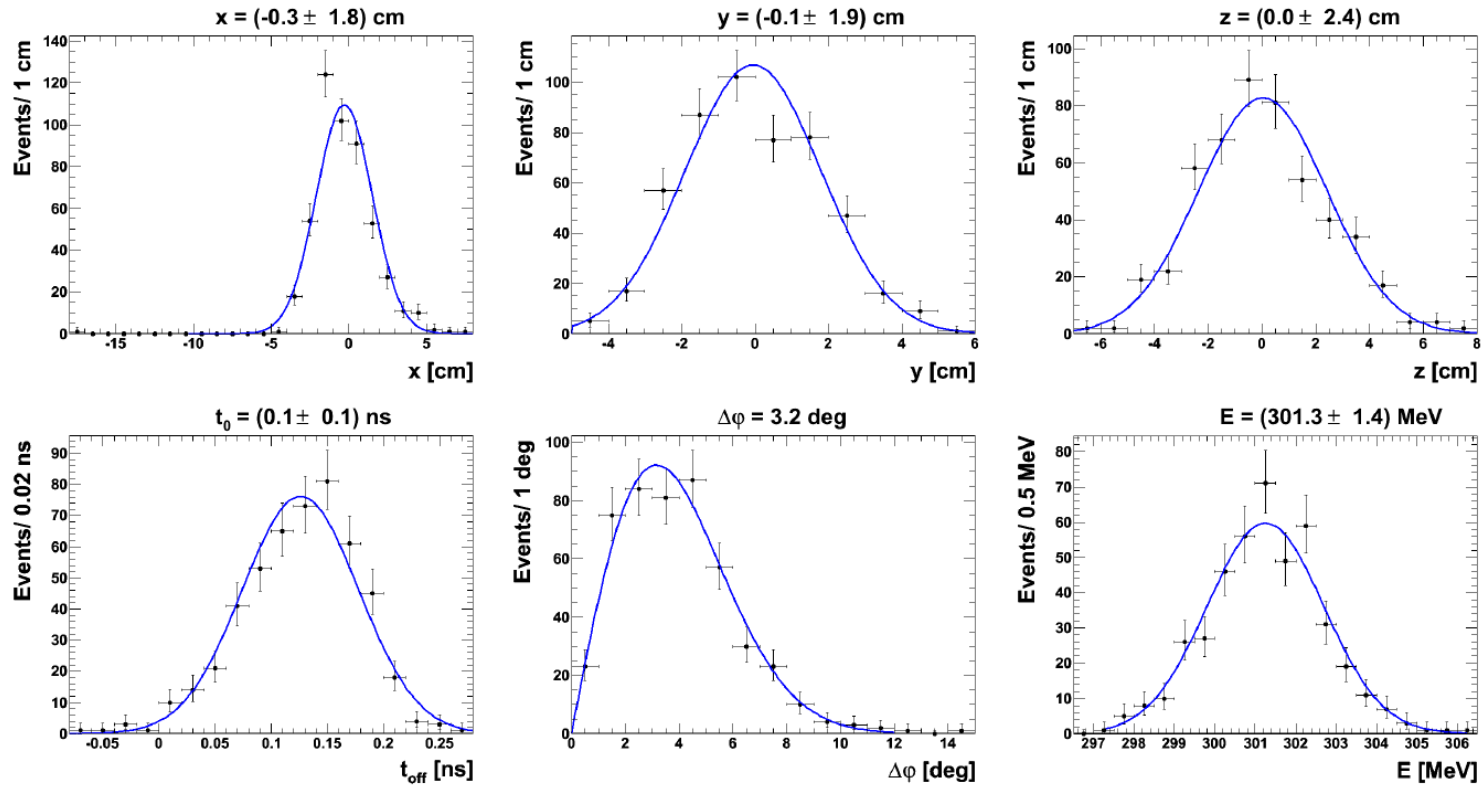 x = (-0.3± 1.8) cm
Events/ 1 cm
140
120
100
80
60
40
20
0
-15 -10 -5 0 5
x [cm]
y = (-0.1± 1.9) cm
Events/ 1 cm
100
80
60
40
20
0
-4 -2 0 2 4 6
y [cm]
z = (0.0± 2.4) cm
Events/ 1 cm
100
80
60
40
20
0
-6 -4 -2 0 2 4 6 8
z [cm]
t0 = (0.1± 0.1) ns
Events/ 0.02 ns
90
80
70
60
50
40
30
20
10
0
-0.05 0 0.05 0.1 0.15 0.2 0.25
toff [ns]
Δφ = 3.2 deg
Events/ 1 deg
100
80
60
40
20
0
0 2 4 6 8 10 12 14
Δφ [deg]
E = (301.3± 1.4) MeV
Events/ 0.5 MeV
80
70
60
50
40
30
20
10
0
297 298 299 300 301 302 303 304 305 306
E [MeV]